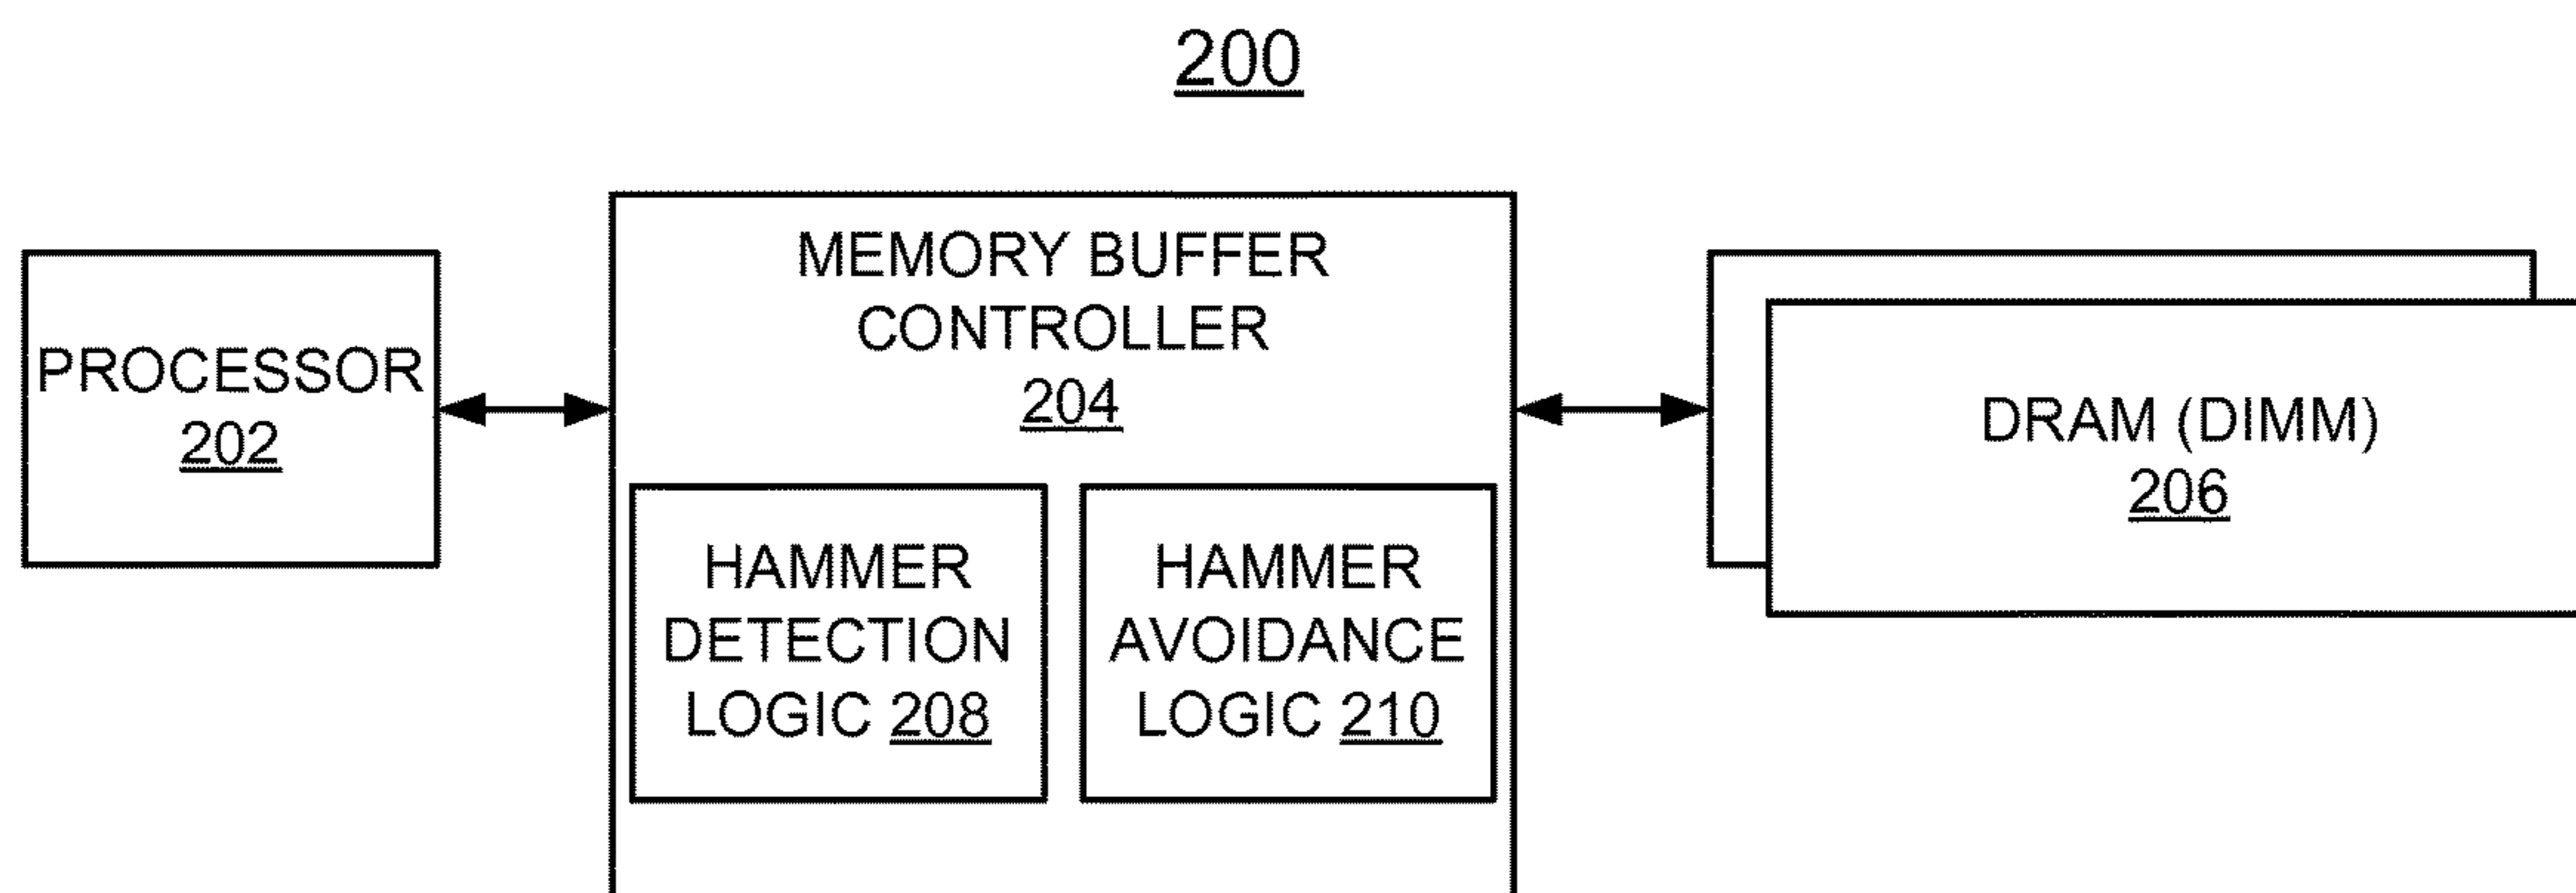 200
PROCESSOR
202
MEMORY BUFFER
CONTROLLER
204
HAMMER
DETECTION
LOGIC 208
HAMMER
AVOIDANCE
LOGIC 210
DRAM (DIMM)
206